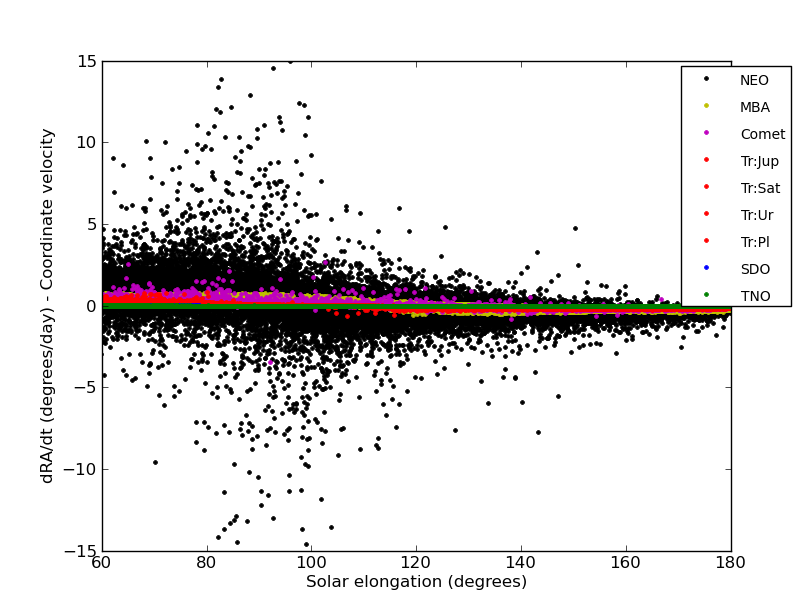 15
10
5
0
−5
−10
−15
60
80
100
120
140
160
180
Solar elongation (degrees)
dRA/dt (degrees/day) - Coordinate velocity
NEO
MBA
Comet
Tr:Jup
Tr:Sat
Tr:Ur
Tr:Pl
SDO
TNO